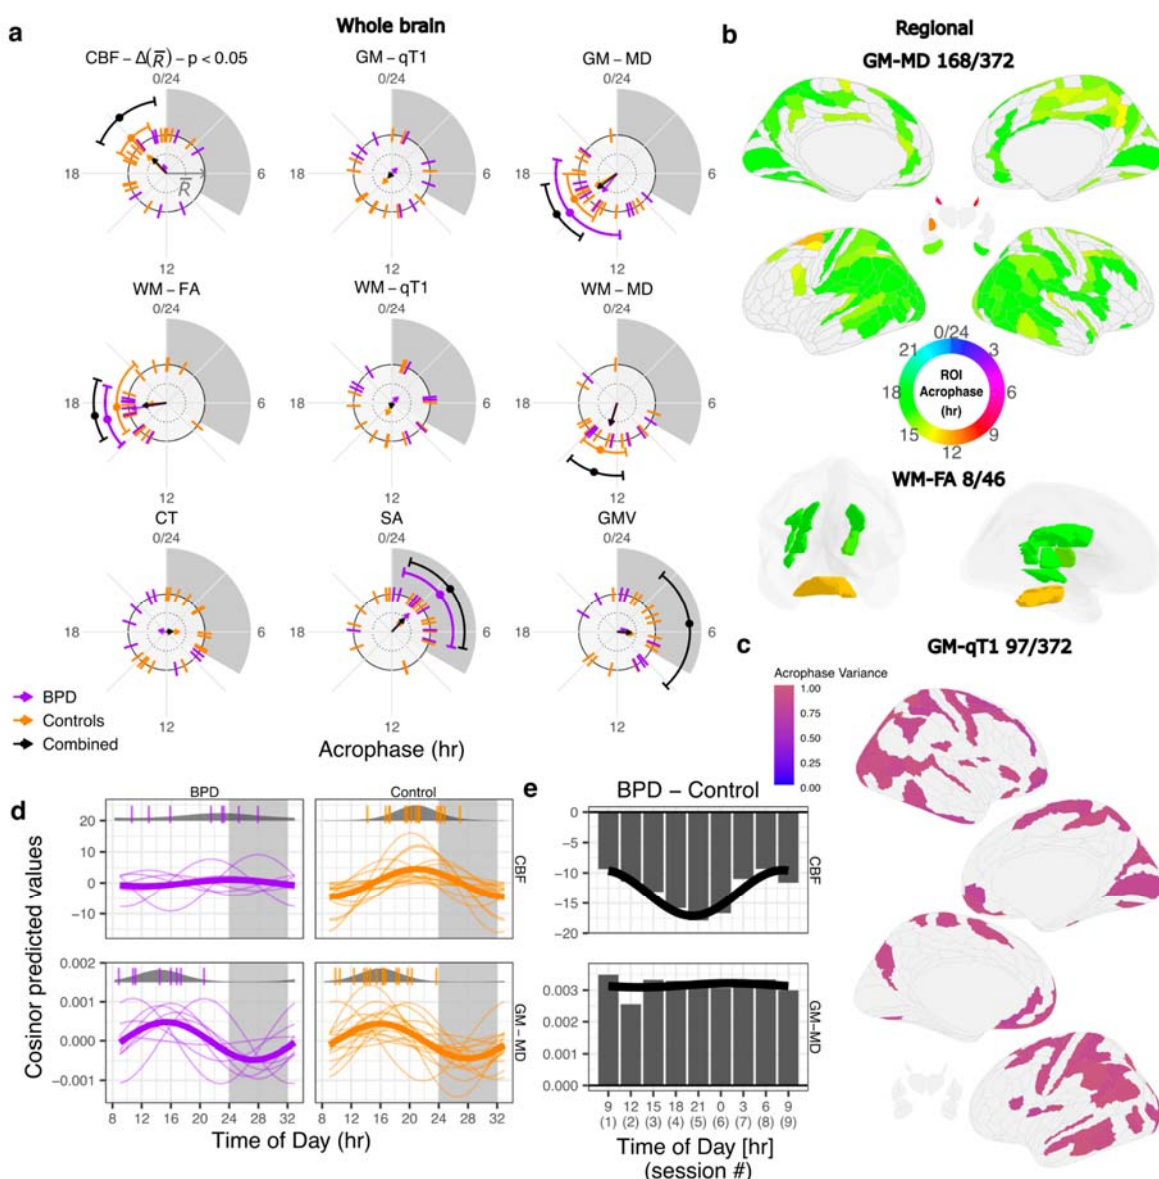 a
Whole brain
CBF – Δ(R̅) – p < 0.05
GM – qT1
GM – MD
0/24
0/24
0/24
R̅
18
6
18
6
18
6
12
12
12
WM – FA
WM – qT1
WM – MD
0/24
0/24
0/24
18
6
18
6
18
6
12
12
12
CT
SA
GMV
0/24
0/24
0/24
18
6
18
6
18
6
12
12
12
BPD
Controls
Combined
Acrophase (hr)
b
Regional
GM-MD 168/372
0/24
21
3
18
ROI
Acrophase
(hr)
6
15
9
12
WM-FA 8/46
c
GM-qT1 97/372
Acrophase Variance
1.00
0.75
0.50
0.25
0.00
d
BPD
Control
Cosinor predicted values
20
10
0
−10
CBF
0.002
0.001
0.000
−0.001
GM – MD
8 12 16 20 24 28 32
8 12 16 20 24 28 32
Time of Day (hr)
e
BPD – Control
0
−5
−10
−15
−20
CBF
0.003
0.002
0.001
0.000
GM–MD
9 12 15 18 21 0 3 6 9
(1) (2) (3) (4) (5) (6) (7) (8) (9)
Time of Day [hr]
(session #)